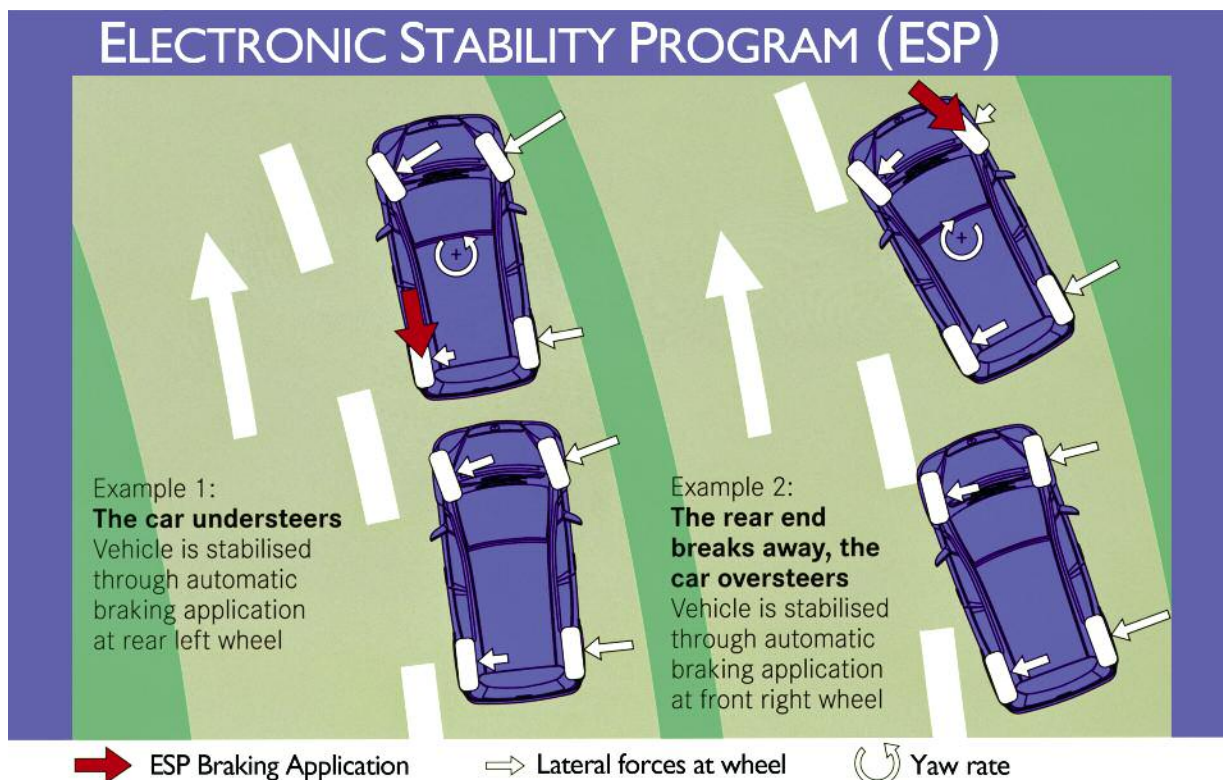 ELECTRONIC STABILITY PROGRAM (ESP)
Example 1:
The car understeers
Vehicle is stabilised
through automatic
braking application
at rear left wheel
Example 2:
The rear end
breaks away, the
car oversteers
Vehicle is stabilised
through automatic
braking application
at front right wheel
ESP Braking Application
Lateral forces at wheel
Yaw rate